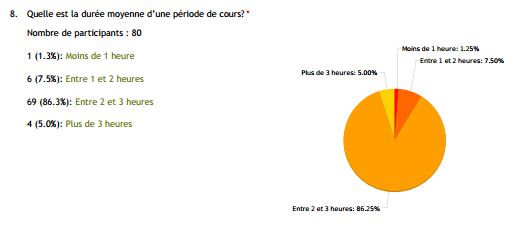 8. Quelle est la durée moyenne d'une période de cours? *
Nombre de participants : 80
1 (1.3%): Moins de 1 heure
6 (7.5%): Entre 1 et 2 heures
69 (86.3%): Entre 2 et 3 heures
4 (5.0%): Plus de 3 heures
Moins de 1 heure: 1.25%
Entre 1 et 2 heures: 7.50%
Plus de 3 heures: 5.00%
Entre 2 et 3 heures: 86.25%